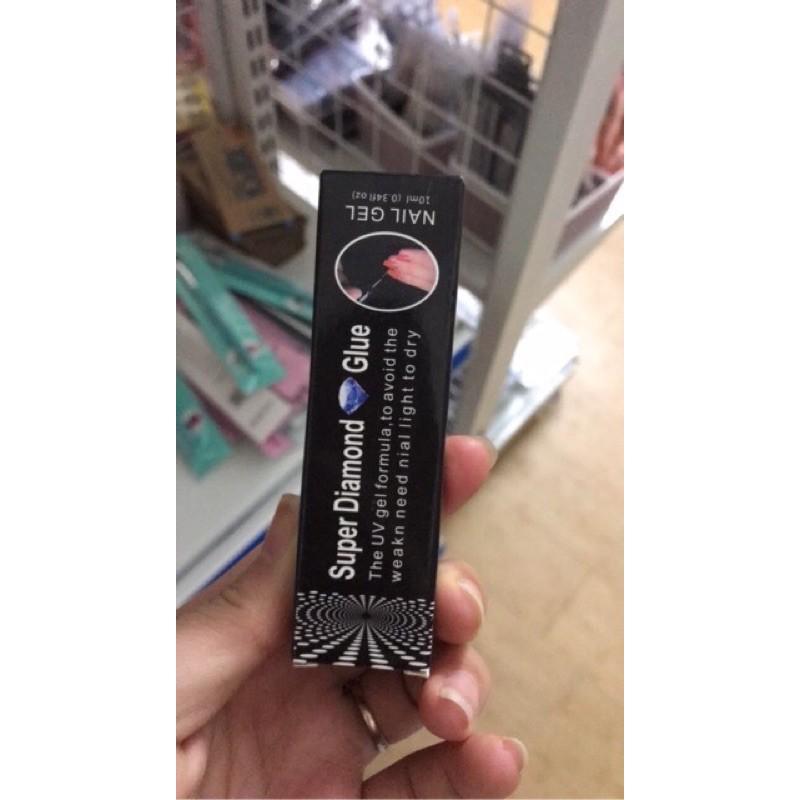 NAIL GEL
10ml (0.34fl oz)
Super Diamond Glue
The UV gel formula,to avoid the
weakn need nial light to dry